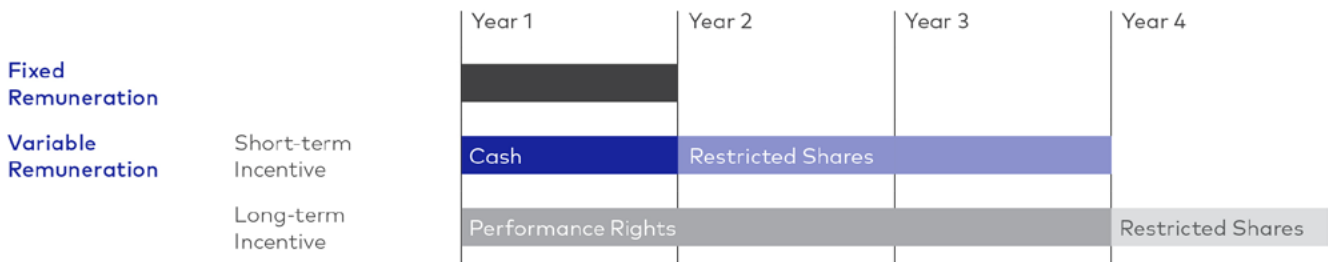 Year 1 Year 2 Year 3 Year 4
Fixed
Remuneration
Variable
Remuneration
Short-term
Incentive
Cash Restricted Shares
Long-term
Incentive
Performance Rights Restricted Shares